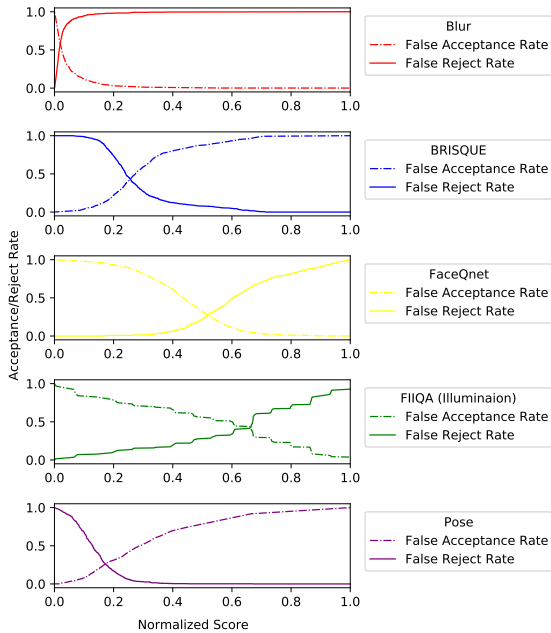 Acceptance/Reject Rate
1.0
0.5
0.0
0.0 0.2 0.4 0.6 0.8 1.0
Blur
False Acceptance Rate
False Reject Rate
1.0
0.5
0.0
0.0 0.2 0.4 0.6 0.8 1.0
BRISQUE
False Acceptance Rate
False Reject Rate
1.0
0.5
0.0
0.0 0.2 0.4 0.6 0.8 1.0
FaceQnet
False Acceptance Rate
False Reject Rate
1.0
0.5
0.0
0.0 0.2 0.4 0.6 0.8 1.0
FIIQA (Illuminaion)
False Acceptance Rate
False Reject Rate
1.0
0.5
0.0
0.0 0.2 0.4 0.6 0.8 1.0
Pose
False Acceptance Rate
False Reject Rate
Normalized Score